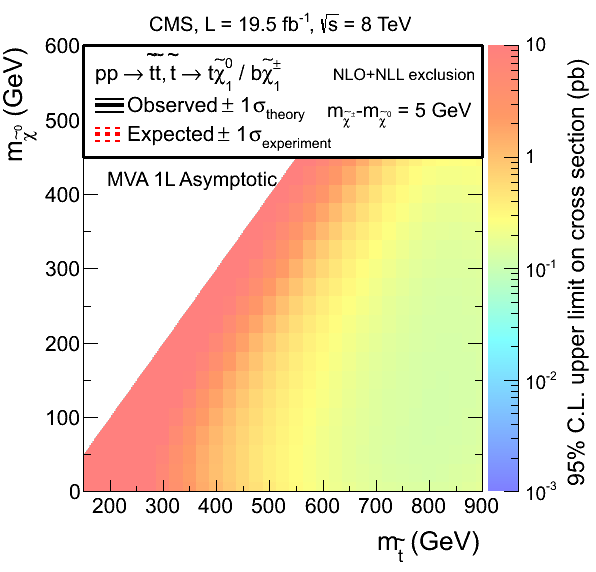 CMS, L = 19.5 fb⁻¹, √s = 8 TeV
pp → t̃t̃, t̃ → tχ̃₁⁰ / bχ̃₁±
NLO+NLL exclusion
Observed ± 1σ_theory
m_χ̃± - m_χ̃⁰ = 5 GeV
Expected ± 1σ_experiment
MVA 1L Asymptotic
m_χ̃⁰ (GeV)
600
500
400
300
200
100
0
200 300 400 500 600 700 800 900
m_t̃ (GeV)
10
1
10⁻¹
10⁻²
10⁻³
95% C.L. upper limit on cross section (pb)